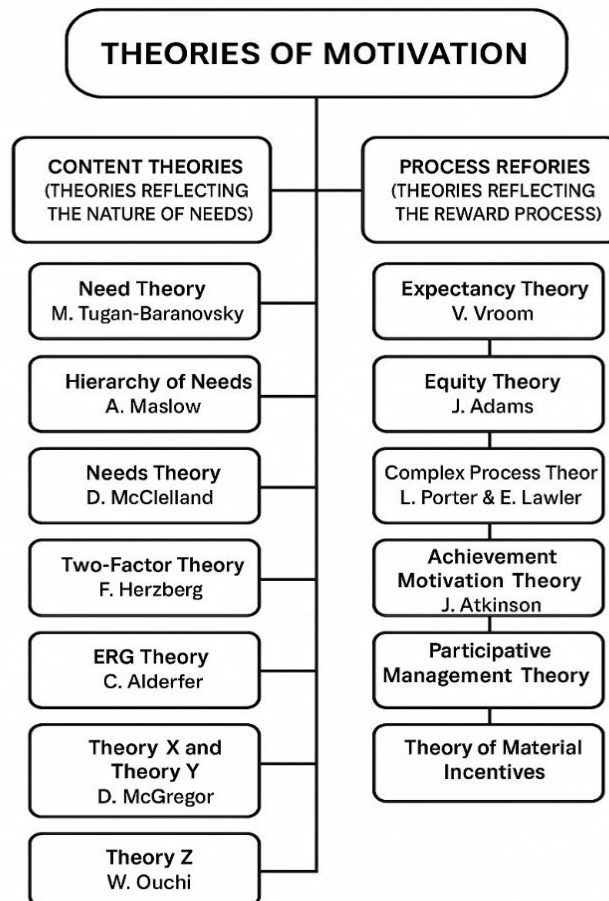 THEORIES OF MOTIVATION
CONTENT THEORIES
(THEORIES REFLECTING
THE NATURE OF NEEDS)
Need Theory
M. Tugan-Baranovsky
Hierarchy of Needs
A. Maslow
Needs Theory
D. McClelland
Two-Factor Theory
F. Herzberg
ERG Theory
C. Alderfer
Theory X and
Theory Y
D. McGregor
Theory Z
W. Ouchi
PROCESS REFORIES
(THEORIES REFLECTING
THE REWARD PROCESS)
Expectancy Theory
V. Vroom
Equity Theory
J. Adams
Complex Process Theor
L. Porter & E. Lawler
Achievement
Motivation Theory
J. Atkinson
Participative
Management Theory
Theory of Material
Incentives